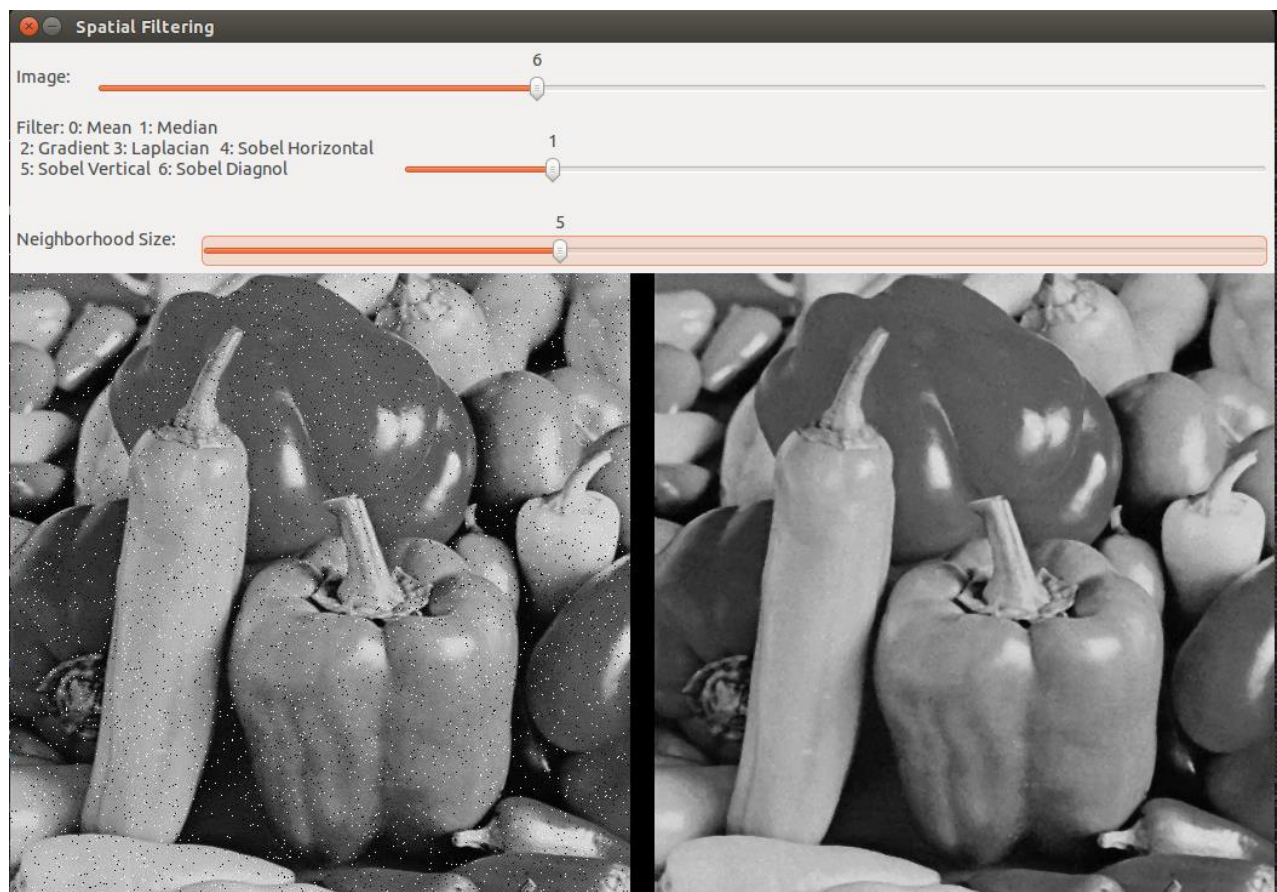 Spatial Filtering
6
Image:
Filter: 0: Mean 1: Median
2: Gradient 3: Laplacian 4: Sobel Horizontal
1
5: Sobel Vertical 6: Sobel Diagnol
5
Neighborhood Size: